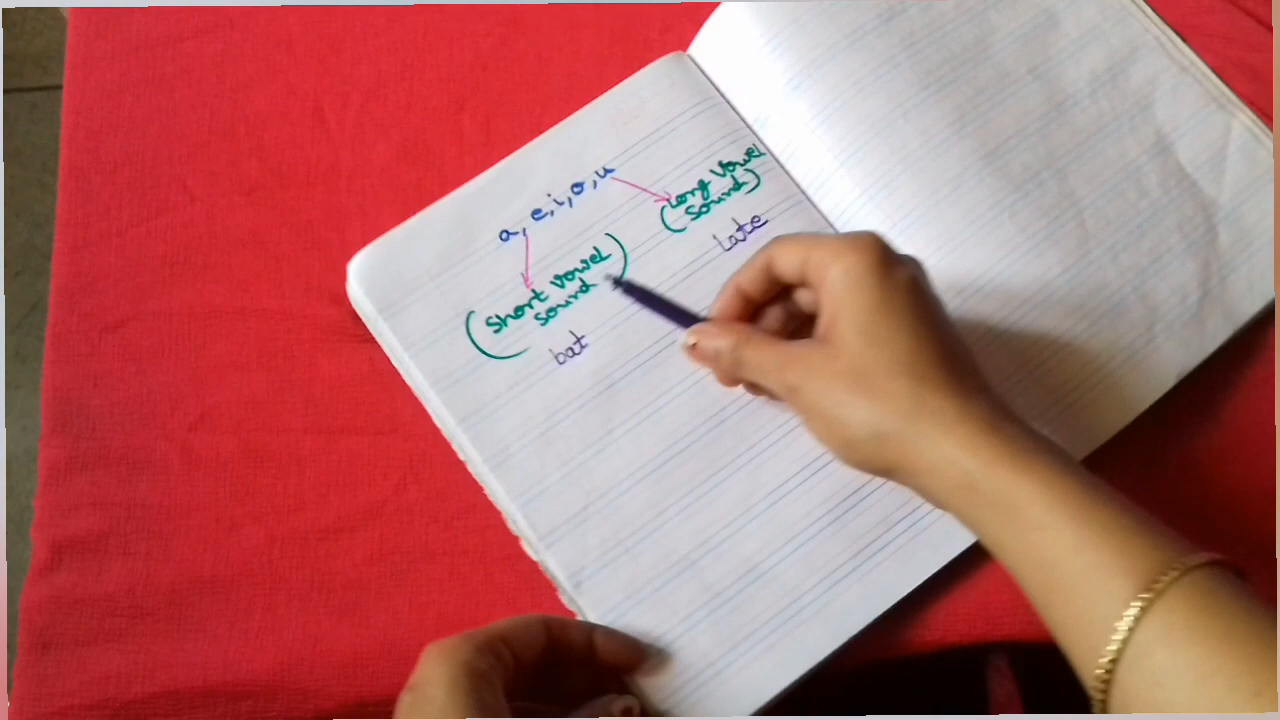 a, e, i, o, u
(Short Vowel
Sound)
bat
(Long Vowel
Sound)
Late